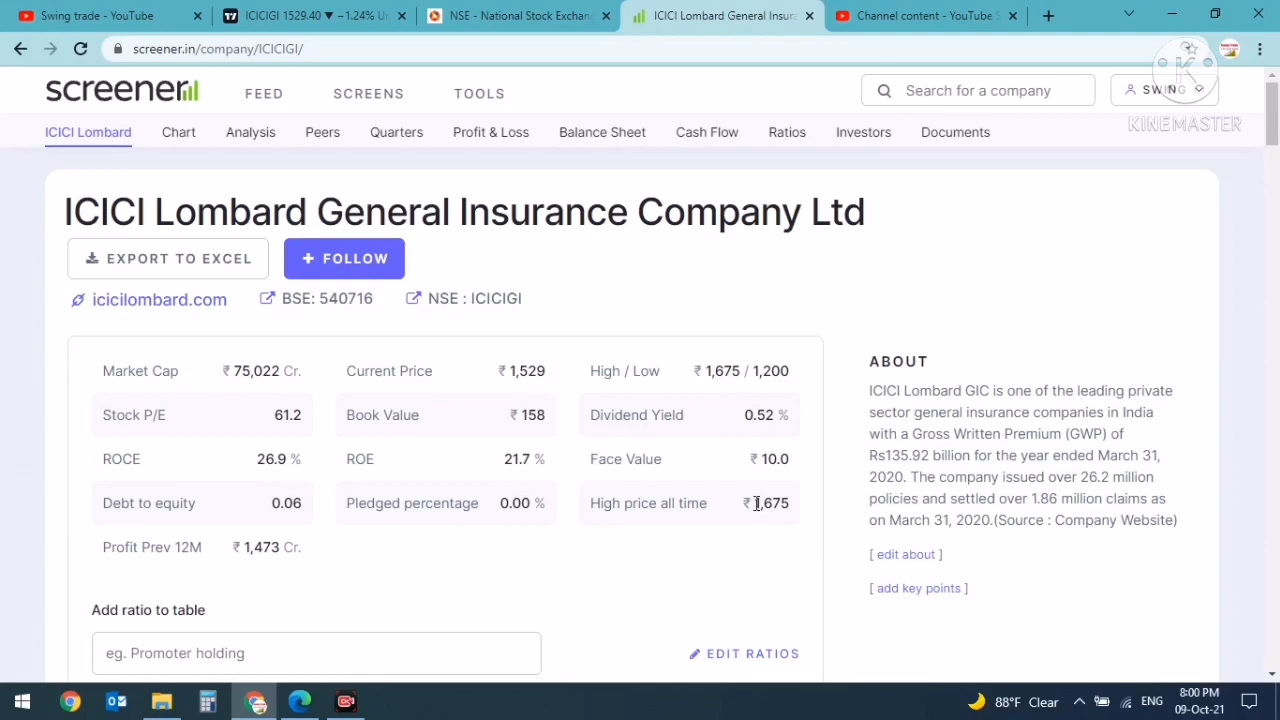 Swing trade - YouTube
ICICIGI 1529.40 ▼ −1.24% Un
NSE - National Stock Exchan
ICICI Lombard General Insura
Channel content - YouTube S
screener.in/company/ICICIGI/
screener
FEED SCREENS TOOLS
Search for a company
SWING
KINEMASTER
ICICI Lombard Chart Analysis Peers Quarters Profit & Loss Balance Sheet Cash Flow Ratios Investors Documents
ICICI Lombard General Insurance Company Ltd
EXPORT TO EXCEL
+ FOLLOW
icicilombard.com BSE: 540716 NSE : ICICIGI
Market Cap ₹ 75,022 Cr. Current Price ₹ 1,529 High / Low ₹ 1,675 / 1,200
Stock P/E 61.2 Book Value ₹ 158 Dividend Yield 0.52 %
ROCE 26.9 % ROE 21.7 % Face Value ₹ 10.0
Debt to equity 0.06 Pledged percentage 0.00 % High price all time ₹ 1,675
Profit Prev 12M ₹ 1,473 Cr.
Add ratio to table
eg. Promoter holding
EDIT RATIOS
ABOUT
ICICI Lombard GIC is one of the leading private
sector general insurance companies in India
with a Gross Written Premium (GWP) of
Rs135.92 billion for the year ended March 31,
2020. The company issued over 26.2 million
policies and settled over 1.86 million claims as
on March 31, 2020.(Source : Company Website)
[ edit about ]
[ add key points ]
88°F Clear
ENG
8:00 PM
09-Oct-21